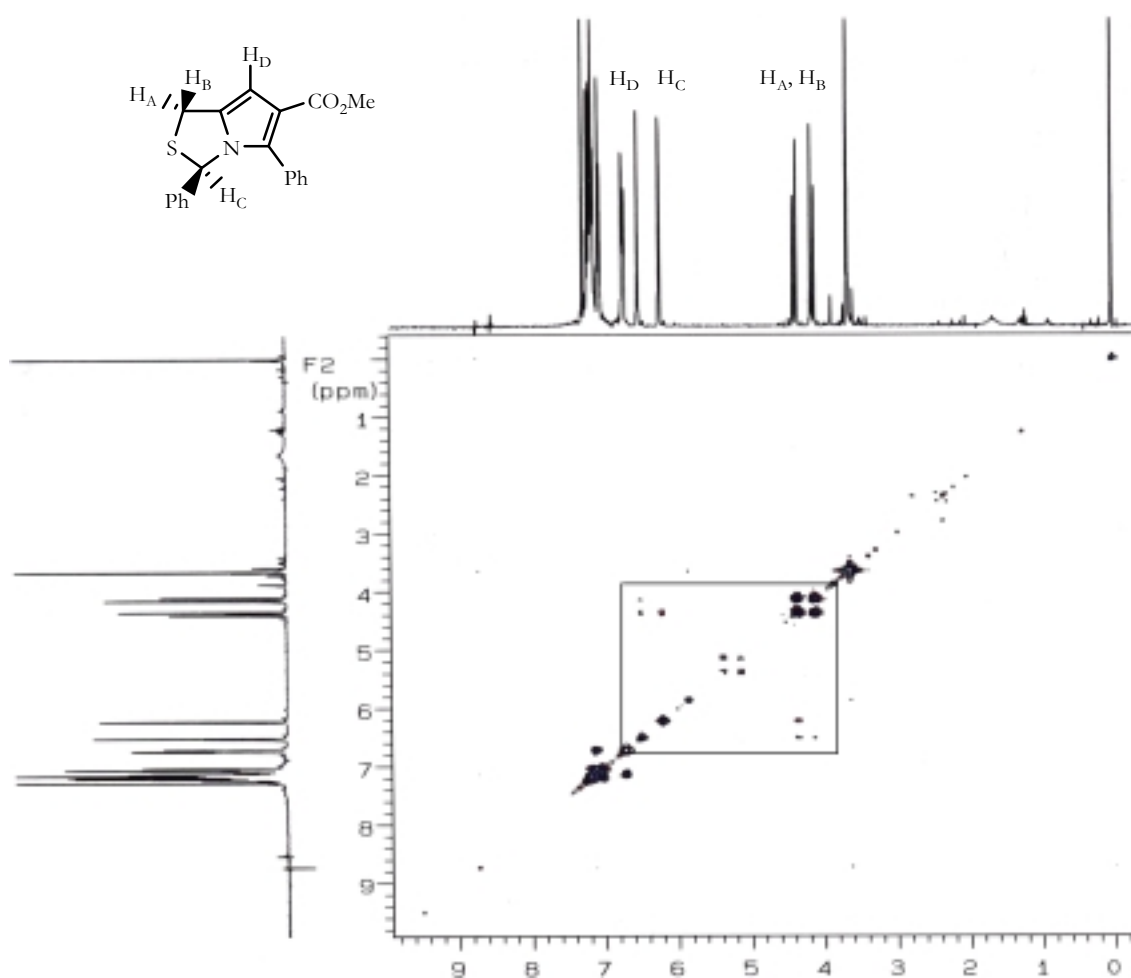 H_D
H_B
H_A
CO₂Me
S
N
Ph
Ph
H_C
H_D H_C H_A, H_B
F2
(ppm)
1
2
3
4
5
6
7
8
9
9 8 7 6 5 4 3 2 1 0